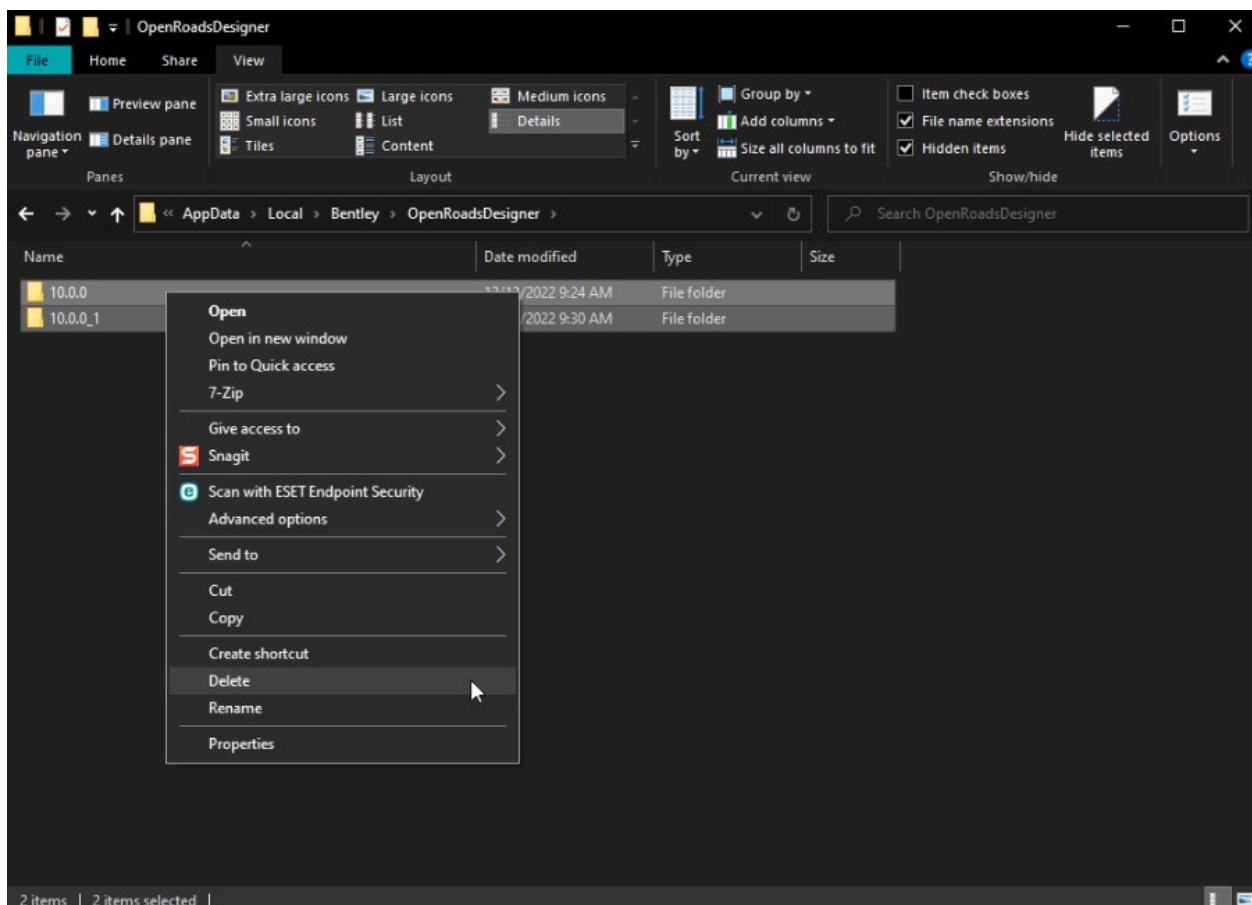 OpenRoadsDesigner
File Home Share View
Navigation pane
Preview pane
Details pane
Panes
Extra large icons Large icons Medium icons
Small icons List Details
Tiles Content
Layout
Sort by
Group by
Add columns
Size all columns to fit
Current view
Item check boxes
File name extensions
Hidden items
Hide selected items
Show/hide
Options
« AppData › Local › Bentley › OpenRoadsDesigner ›
Search OpenRoadsDesigner
Name Date modified Type Size
10.0.0 9:24 AM File folder
10.0.0_1 /2022 9:30 AM File folder
Open
Open in new window
Pin to Quick access
7-Zip
Give access to
Snagit
Scan with ESET Endpoint Security
Advanced options
Send to
Cut
Copy
Create shortcut
Delete
Rename
Properties
2 items | 2 items selected |